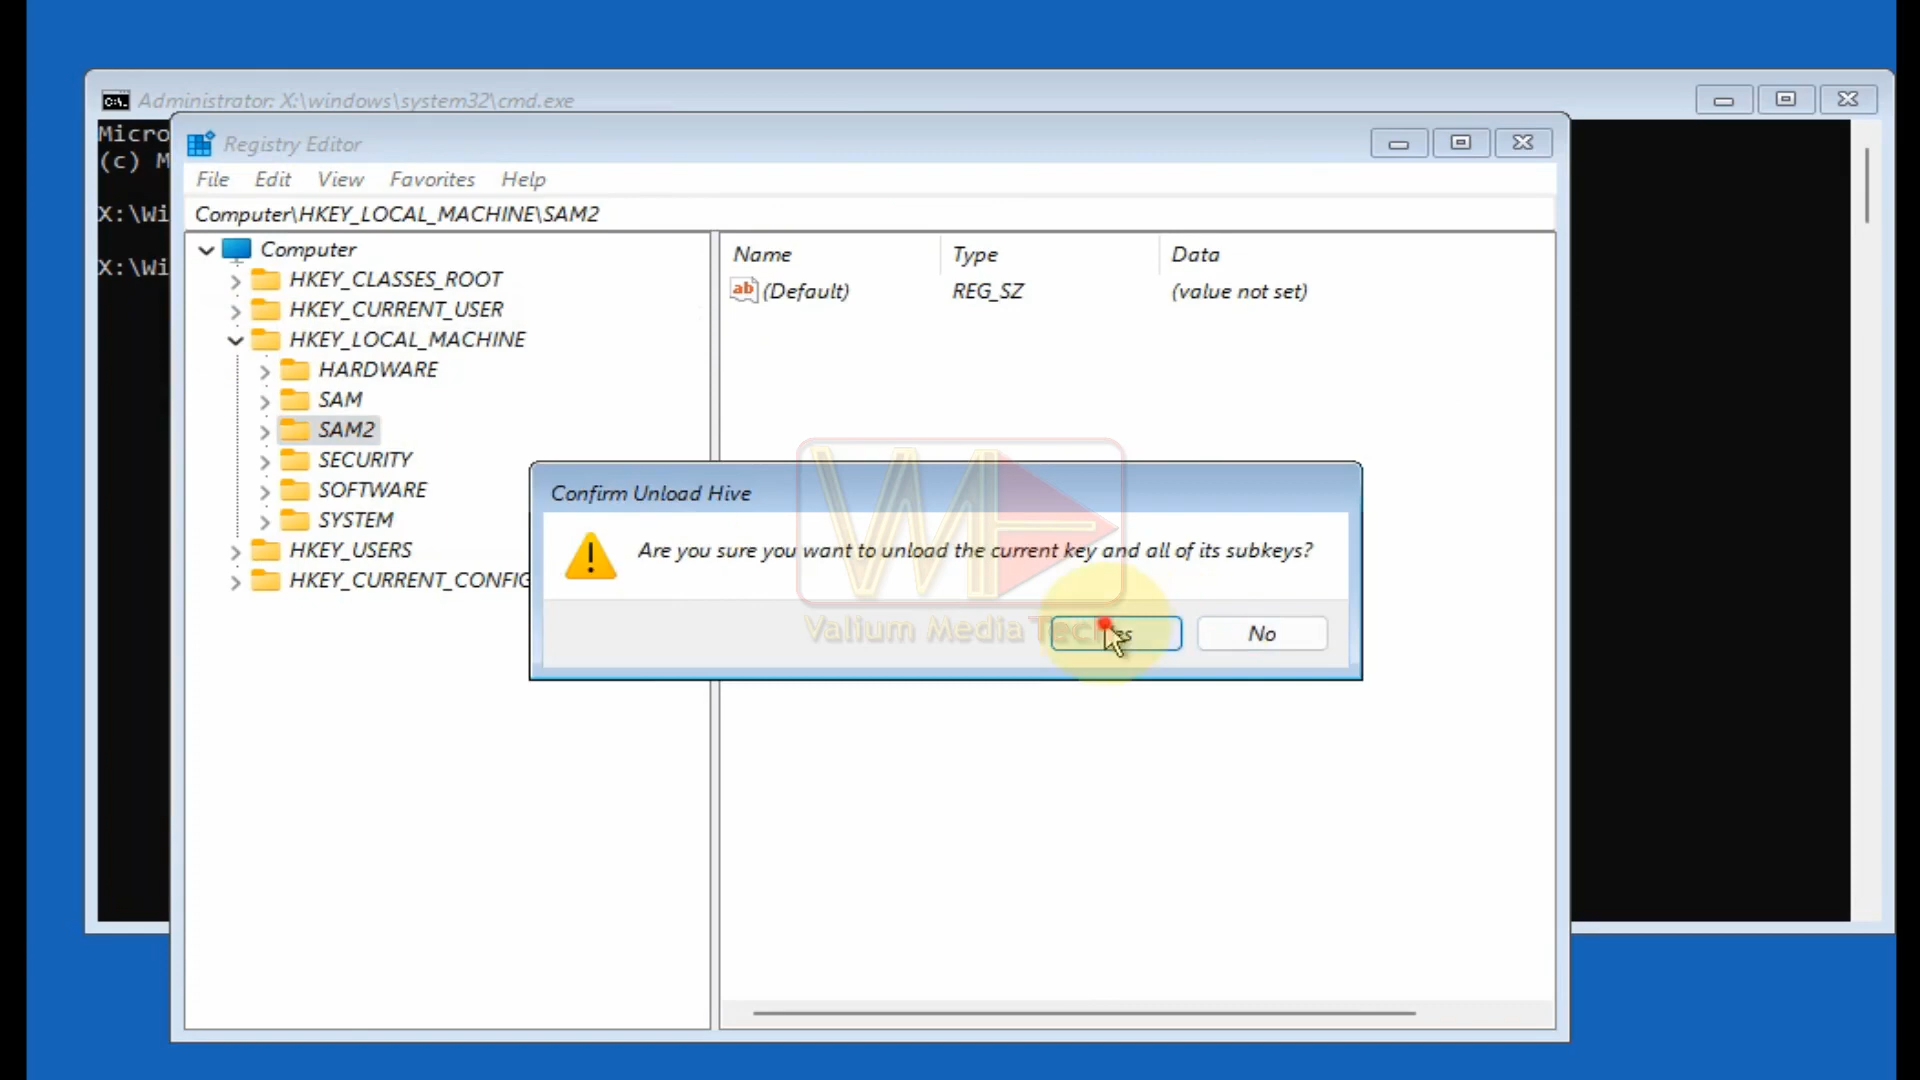 Administrator: X:\windows\system32\cmd.exe
Micro
(c) M
X:\Wi
X:\Wi
Registry Editor
File Edit View Favorites Help
Computer\HKEY_LOCAL_MACHINE\SAM2
Computer
HKEY_CLASSES_ROOT
HKEY_CURRENT_USER
HKEY_LOCAL_MACHINE
HARDWARE
SAM
SAM2
SECURITY
SOFTWARE
SYSTEM
HKEY_USERS
HKEY_CURRENT_CONFIG
Name Type Data
ab (Default) REG_SZ (value not set)
Confirm Unload Hive
Are you sure you want to unload the current key and all of its subkeys?
No
Valium Media